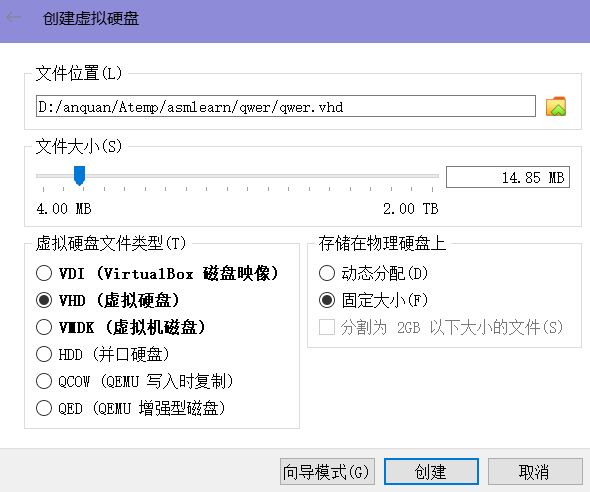 创建虚拟硬盘
文件位置(L)
D:/anquan/Atemp/asmlearn/qwer/qwer.vhd
文件大小(S)
14.85 MB
4.00 MB
2.00 TB
虚拟硬盘文件类型(T)
VDI (VirtualBox 磁盘映像)
VHD (虚拟硬盘)
VMDK (虚拟机磁盘)
HDD (并口硬盘)
QCOW (QEMU 写入时复制)
QED (QEMU 增强型磁盘)
存储在物理硬盘上
动态分配(D)
固定大小(F)
分割为 2GB 以下大小的文件(S)
向导模式(G)
创建
取消